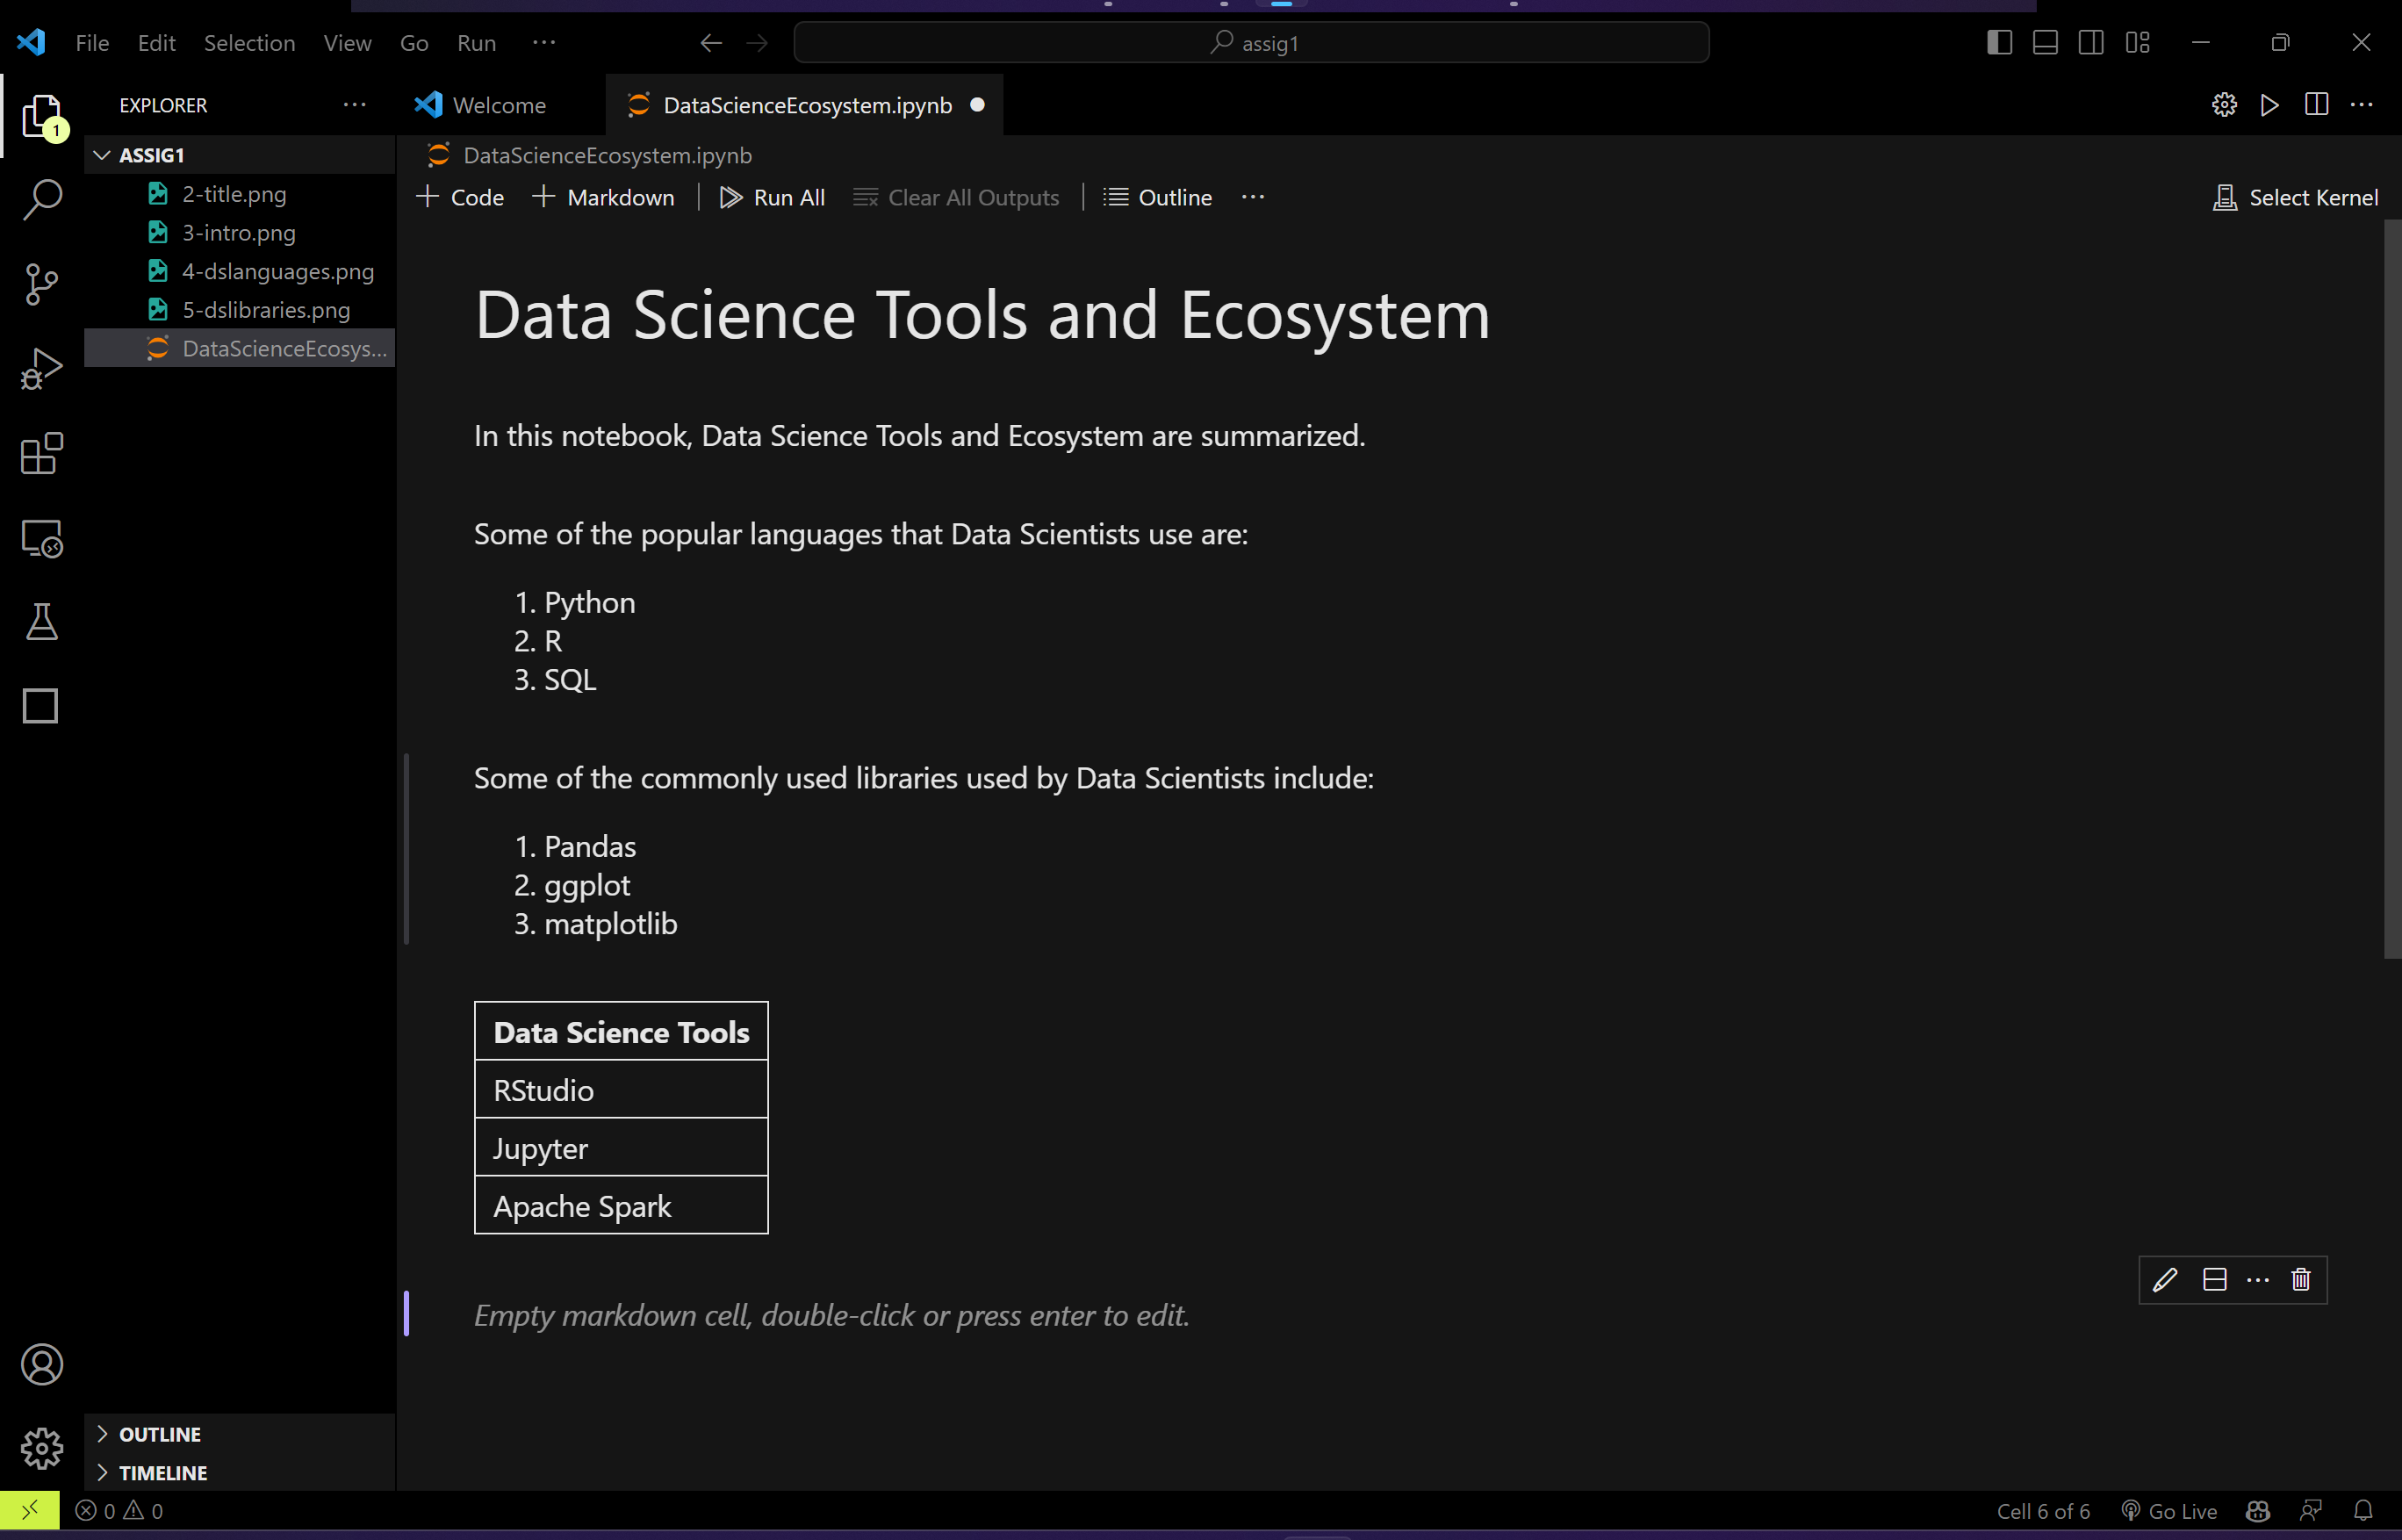 File Edit Selection View Go Run ···
assig1
EXPLORER ···
Welcome
DataScienceEcosystem.ipynb
1
ASSIG1
2-title.png
3-intro.png
4-dslanguages.png
5-dslibraries.png
DataScienceEcosys...
DataScienceEcosystem.ipynb
Code Markdown Run All Clear All Outputs Outline ···
Select Kernel
Data Science Tools and Ecosystem
In this notebook, Data Science Tools and Ecosystem are summarized.
Some of the popular languages that Data Scientists use are:
1. Python
2. R
3. SQL
Some of the commonly used libraries used by Data Scientists include:
1. Pandas
2. ggplot
3. matplotlib
Data Science Tools
RStudio
Jupyter
Apache Spark
Empty markdown cell, double-click or press enter to edit.
OUTLINE
TIMELINE
0 0
Cell 6 of 6 Go Live